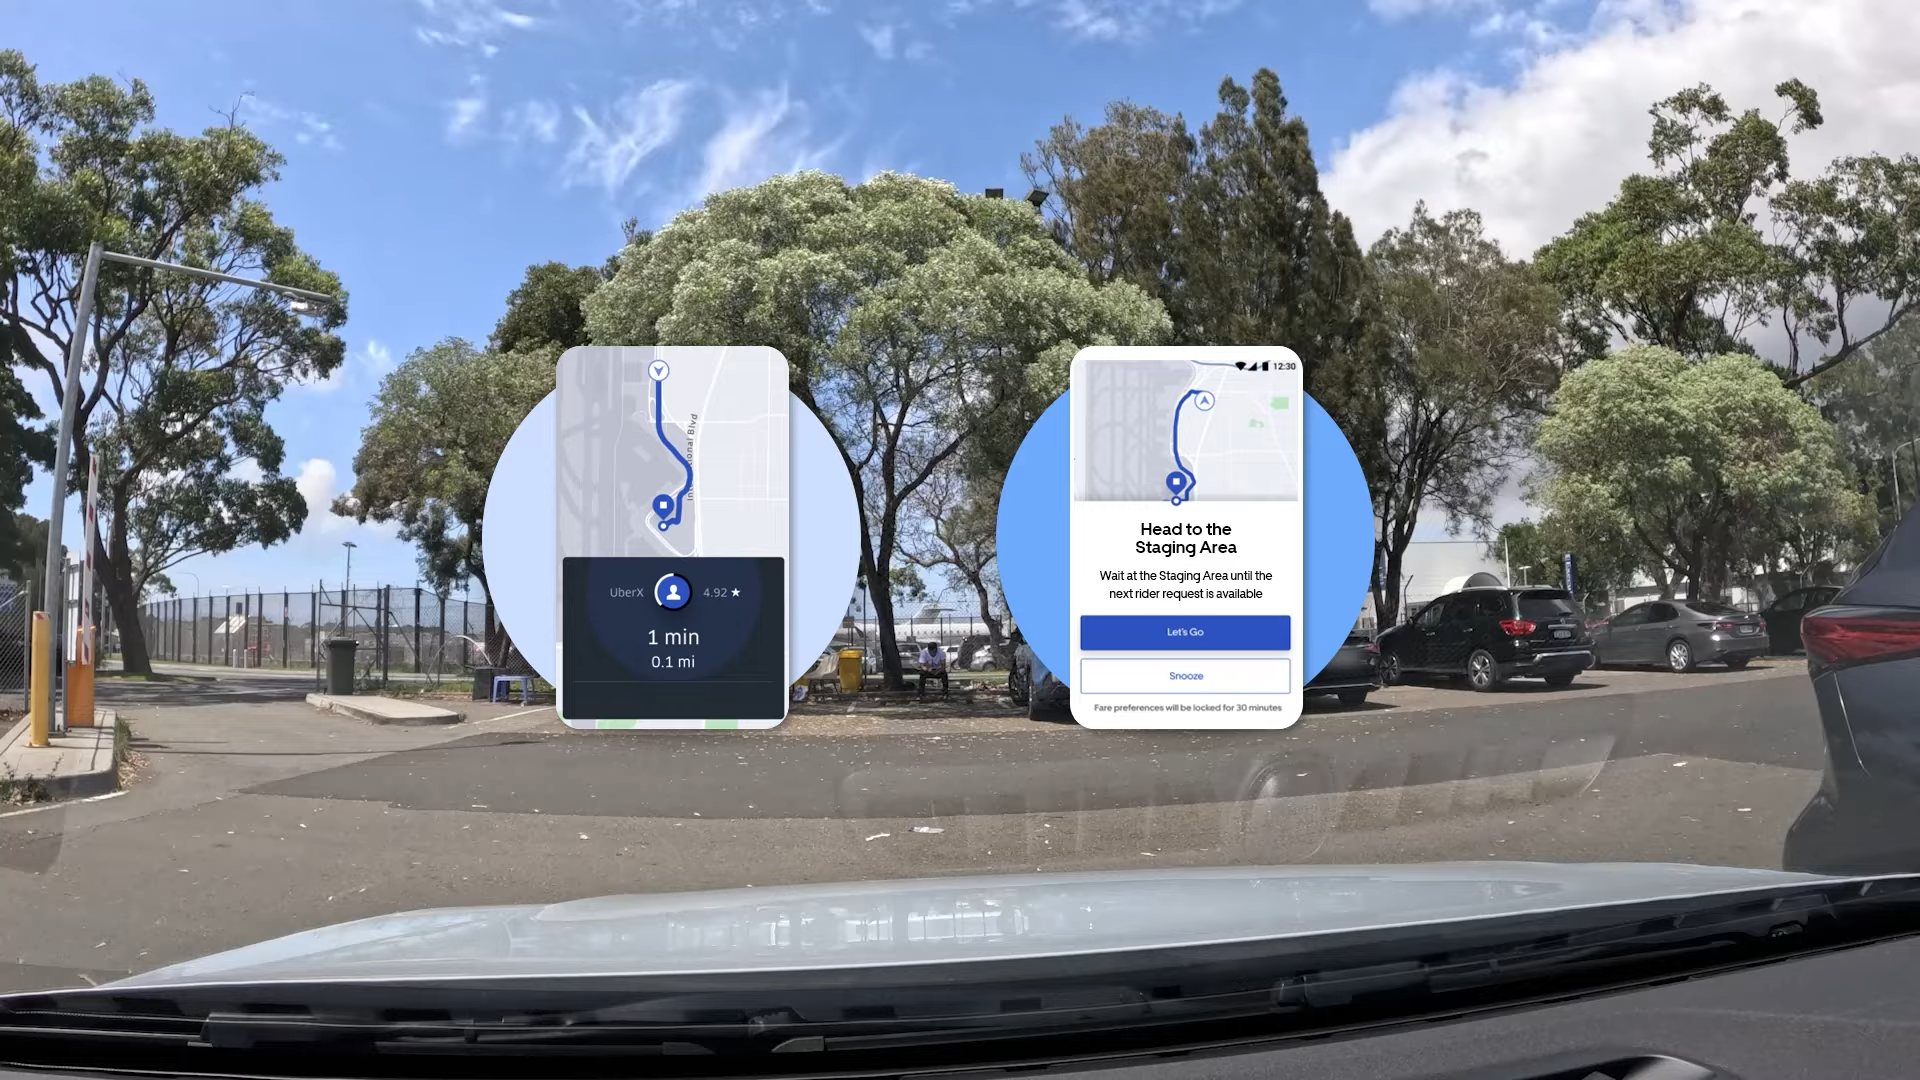 UberX
4.92 ★
1 min
0.1 mi
12:30
Head to the
Staging Area
Wait at the Staging Area until the
next rider request is available
Let's Go
Snooze
Fare preferences will be locked for 30 minutes